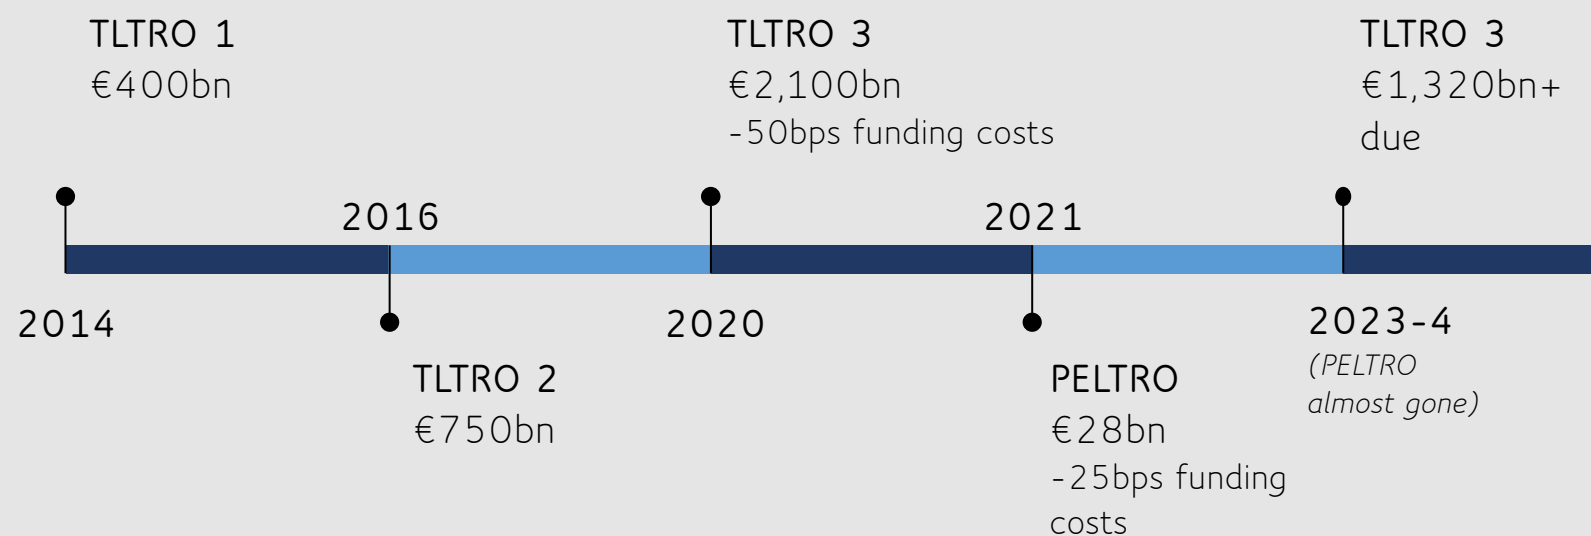 TLTRO 1
€400bn
2014
2016
TLTRO 2
€750bn
TLTRO 3
€2,100bn
-50bps funding costs
2020
2021
PELTRO
€28bn
-25bps funding
costs
TLTRO 3
€1,320bn+
due
2023-4
(PELTRO
almost gone)